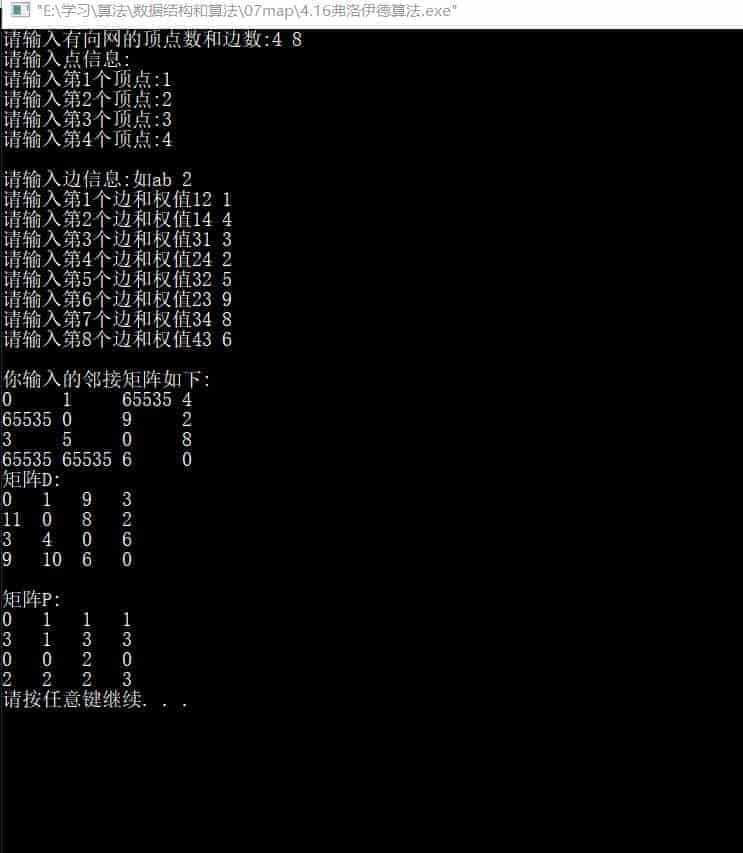 "E:\学习\算法\数据结构和算法\07map\4.16弗洛伊德算法.exe"
请输入有向网的顶点数和边数:4 8
请输入点信息:
请输入第1个顶点:1
请输入第2个顶点:2
请输入第3个顶点:3
请输入第4个顶点:4
请输入边信息:如ab 2
请输入第1个边和权值12 1
请输入第2个边和权值14 4
请输入第3个边和权值31 3
请输入第4个边和权值24 2
请输入第5个边和权值32 5
请输入第6个边和权值23 9
请输入第7个边和权值34 8
请输入第8个边和权值43 6
你输入的邻接矩阵如下:
0 1 65535 4
65535 0 9 2
3 5 0 8
65535 65535 6 0
矩阵D:
0 1 9 3
11 0 8 2
3 4 0 6
9 10 6 0
矩阵P:
0 1 1 1
3 1 3 3
0 0 2 0
2 2 2 3
请按任意键继续. . .